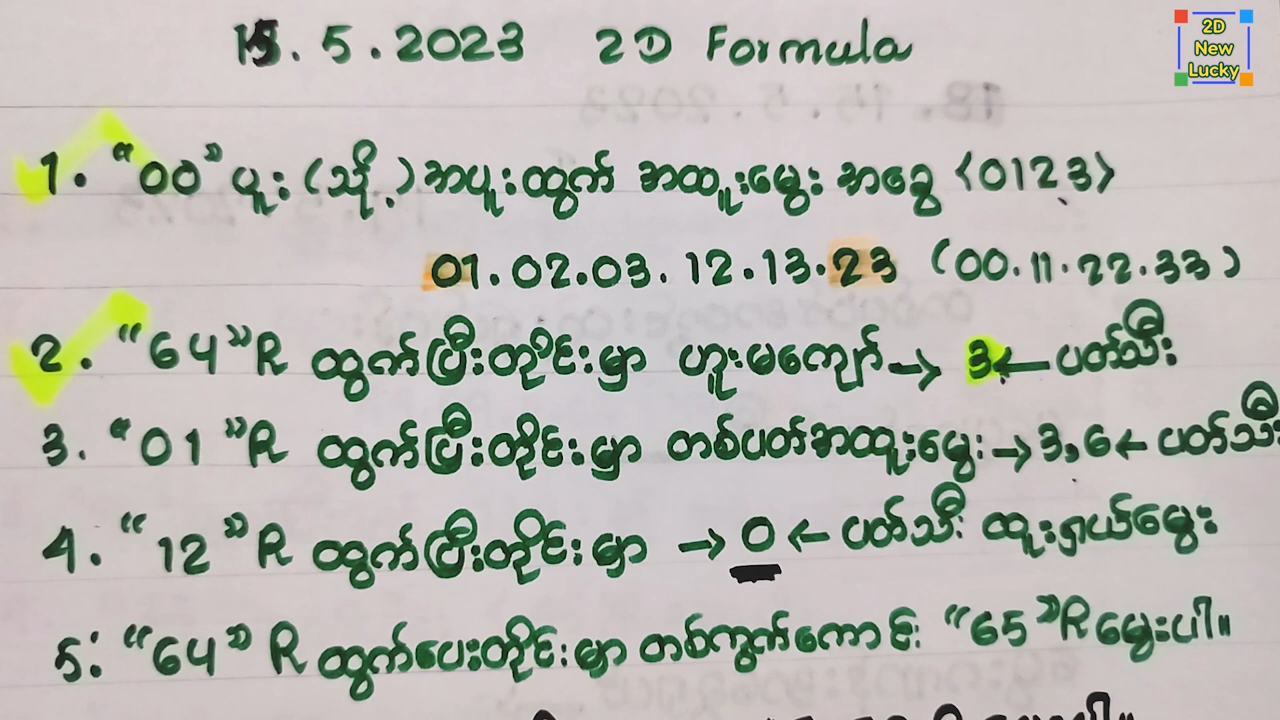 15.5.2023 2D Formula
2D
New
Lucky
1. "00" ပူး (သို့) အပူးထွက် အထူးမွေး အခွေ <0123>
01.02.03.12.13.23 (00.11.22.33)
2. "64"R ထွက်ပြီးတိုင်းမှာ ဟူးမကျော် → 3 ← ပတ်သီး
3. "01"R ထွက်ပြီးတိုင်းမှာ တစ်ပတ်အထူးမွေး → 3,6 ← ပတ်သီး
4. "12"R ထွက်ပြီးတိုင်းမှာ → 0 ← ပတ်သီး ထူးရှယ်မွေး
5: "64"R ထွက်ပေးတိုင်းမှာ တစ်ကွက်ကောင်း "65"R မွေးပါ။